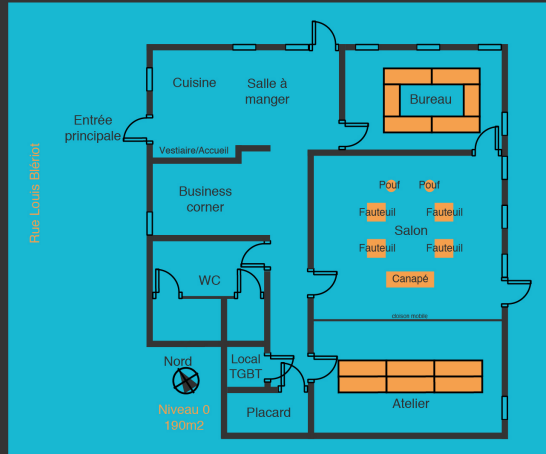 Cuisine
Salle à
manger
Bureau
Entrée
principale
Vestiaire/Accueil
Rue Louis Blériot
Business
corner
Pouf
Pouf
Fauteuil
Fauteuil
Salon
Fauteuil
Fauteuil
WC
Canapé
cloison mobile
Nord
Local
TGBT
Niveau 0
190m2
Placard
Atelier